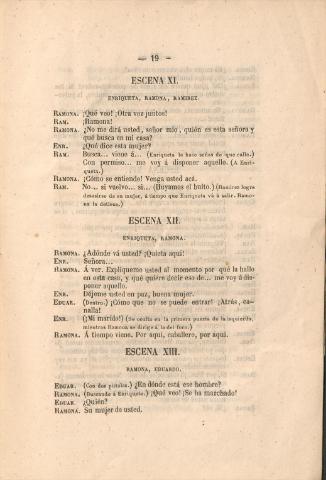 — 19 —
ESCENA XI.
ENRIQUETA, RAMONA, RAMIREZ.
RAMONA. ¡Qué veo! ¡Otra vez juntos!
RAM. ¡Ramona!
RAMONA. ¿No me dirá usted, señor mio, quién es esta señora y
qué busca en mi casa?
ENR. ¿Qué dice esta mujer?
RAM. Busca... viene á... (Enriqueta le hace señas de que calle.)
Con permiso... me voy á disponer aquello. (A Enri-
queta.)
RAMONA. ¡Cómo se entiende! Venga usted acá.
RAM. No... si vuelvo... si... (Huyamos el bulto.) (Ramirez logra
desasirse de su mujer, á tiempo que Enriqueta vá á salir. Ramo-
na la detiene.)
ESCENA XII.
ENRIQUETA, RAMONA.
RAMONA. ¿Adónde vá usted? ¡Quieta aquí!
ENR. Señora...
RAMONA. Á ver. Expliqueme usted al momento por qué la hallo
en esta casa, y qué quiere decir eso de... me voy á dis-
poner aquello.
ENR. Déjeme usted en paz, buena mujer.
EDUAR. (Dentro.) ¿Cómo que no se puede entrar? ¡Atrás, ca-
nalla!
ENR. (¡Mi marido!) (Se oculta en la primera puerta de la izquierda,
mientras Ramona se dirige á la del foro.)
RAMONA. Á tiempo viene. Por aquí, caballero, por aquí.
ESCENA XIII.
RAMONA, EDUARDO.
EDUAR. (Con dos pistolas.) ¿En dónde está ese hombre?
RAMONA. (Buscando á Enriqueta.) ¡Qué veo! ¡Se ha marchado!
EDUAR. ¿Quién?
RAMONA. Su mujer de usted.